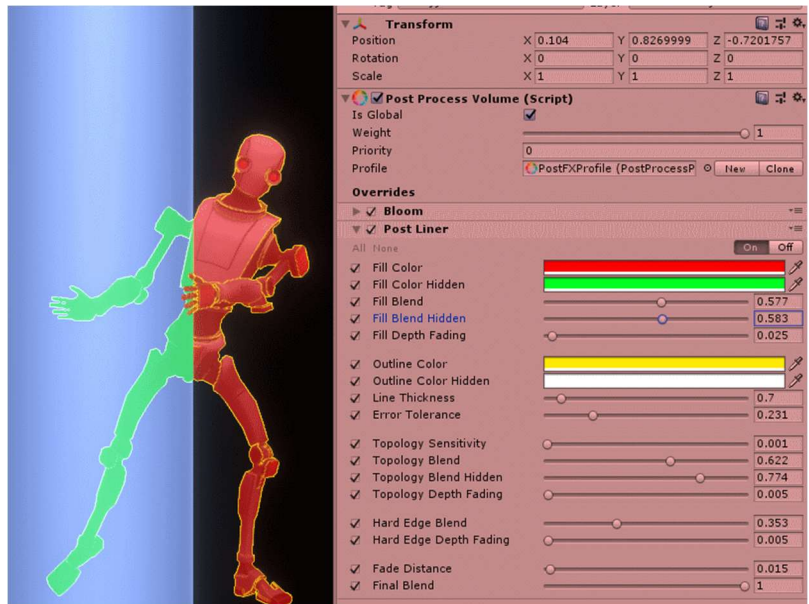 Transform
Position X 0.104 Y 0.8269999 Z -0.7201757
Rotation X 0 Y 0 Z 0
Scale X 1 Y 1 Z 1
Post Process Volume (Script)
Is Global
Weight 1
Priority 0
Profile PostFXProfile (PostProcessP New Clone
Overrides
Bloom
Post Liner
All None On Off
Fill Color
Fill Color Hidden
Fill Blend 0.577
Fill Blend Hidden 0.583
Fill Depth Fading 0.025
Outline Color
Outline Color Hidden
Line Thickness 0.7
Error Tolerance 0.231
Topology Sensitivity 0.001
Topology Blend 0.622
Topology Blend Hidden 0.774
Topology Depth Fading 0.005
Hard Edge Blend 0.353
Hard Edge Depth Fading 0.005
Fade Distance 0.015
Final Blend 1